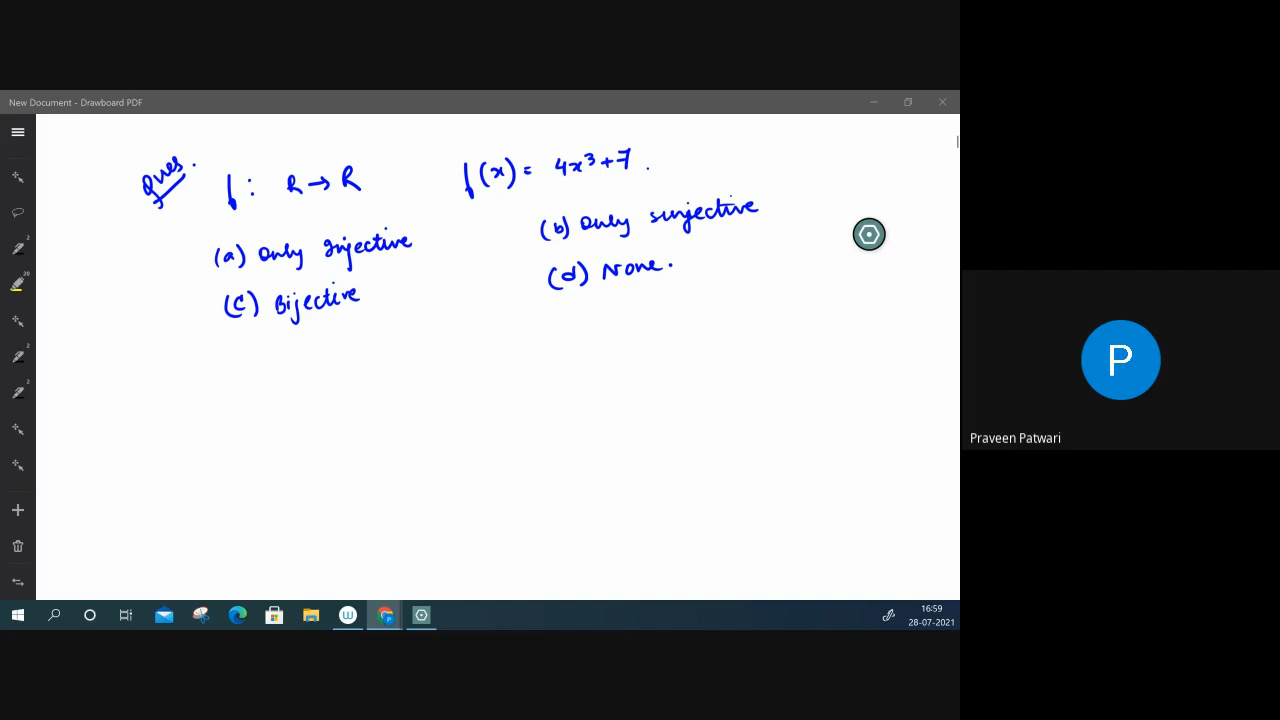 New Document - Drawboard PDF
Ques.
f : R → R f(x) = 4x³+7.
(a) Only Injective (b) Only surjective
(c) Bijective (d) None.
P
Praveen Patwari
16:59
28-07-2021